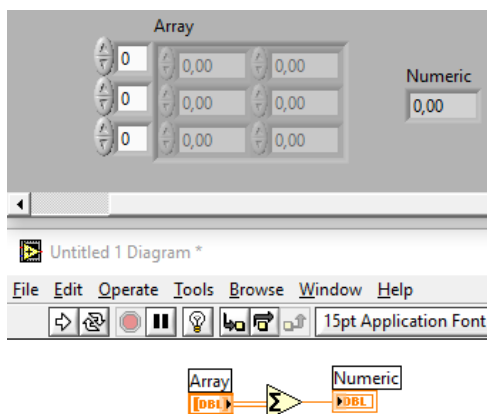 Array
0 0,00 0,00
Numeric
0 0,00 0,00 0,00
0 0,00 0,00
Untitled 1 Diagram *
File Edit Operate Tools Browse Window Help
15pt Application Font
Array Numeric
[DBL] Σ DBL